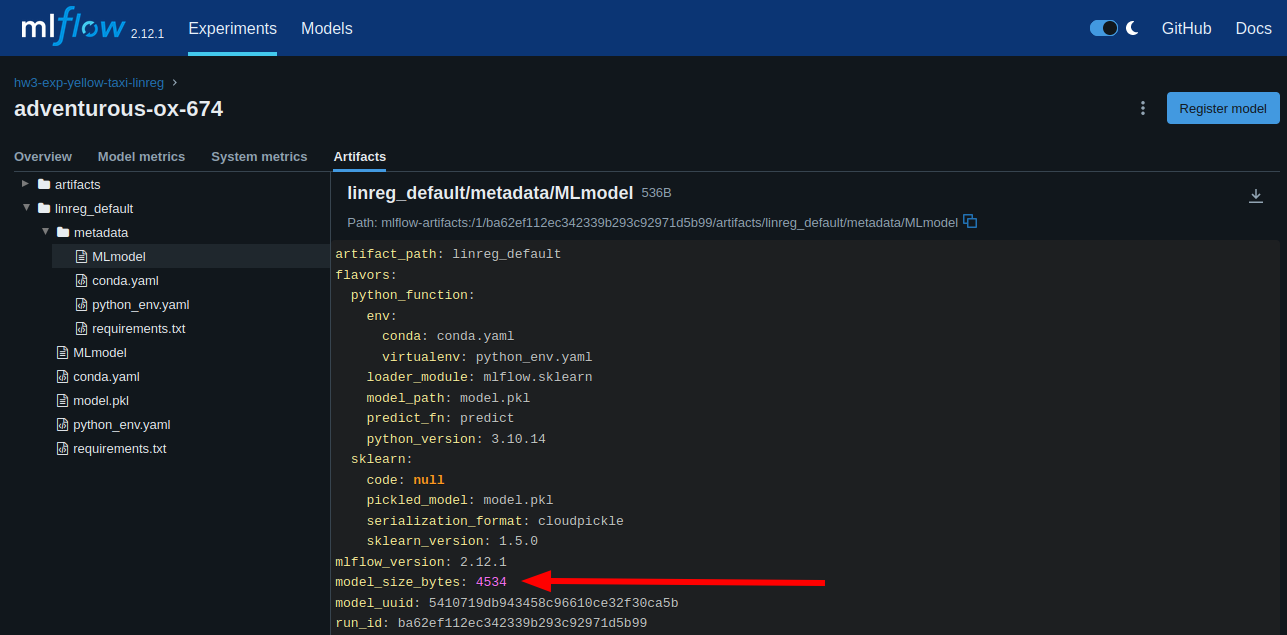 mlflow 2.12.1 Experiments Models GitHub Docs
hw3-exp-yellow-taxi-linreg
adventurous-ox-674
Register model
Overview Model metrics System metrics Artifacts
artifacts
linreg_default
metadata
MLmodel
conda.yaml
python_env.yaml
requirements.txt
MLmodel
conda.yaml
model.pkl
python_env.yaml
requirements.txt
linreg_default/metadata/MLmodel 536B
Path: mlflow-artifacts:/1/ba62ef112ec342339b293c92971d5b99/artifacts/linreg_default/metadata/MLmodel
artifact_path: linreg_default
flavors:
  python_function:
    env:
      conda: conda.yaml
      virtualenv: python_env.yaml
    loader_module: mlflow.sklearn
    model_path: model.pkl
    predict_fn: predict
    python_version: 3.10.14
  sklearn:
    code: null
    pickled_model: model.pkl
    serialization_format: cloudpickle
    sklearn_version: 1.5.0
mlflow_version: 2.12.1
model_size_bytes: 4534
model_uuid: 5410719db943458c96610ce32f30ca5b
run_id: ba62ef112ec342339b293c92971d5b99